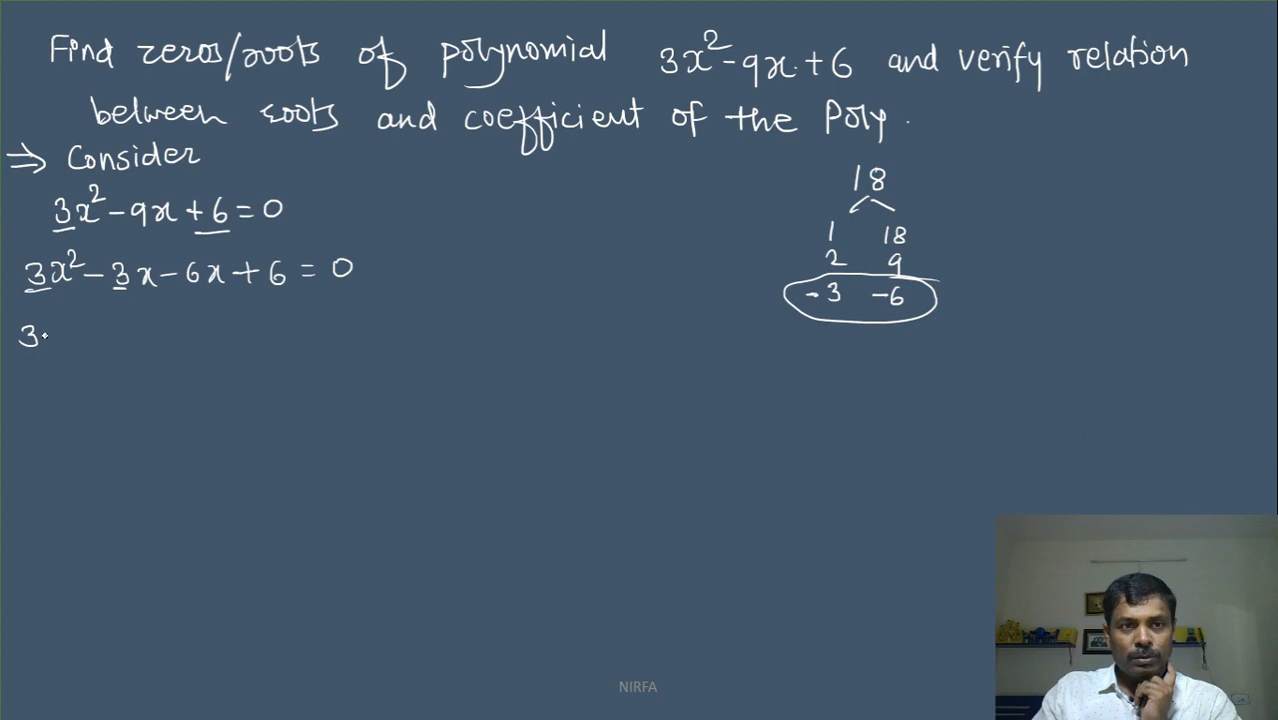 Find zeros/roots of polynomial 3x² - 9x + 6 and verify relation
between roots and coefficient of the Poly.
⇒ Consider
3x² - 9x + 6 = 0
3x² - 3x - 6x + 6 = 0
3
18
1 18
2 9
-3 -6
NIRFA